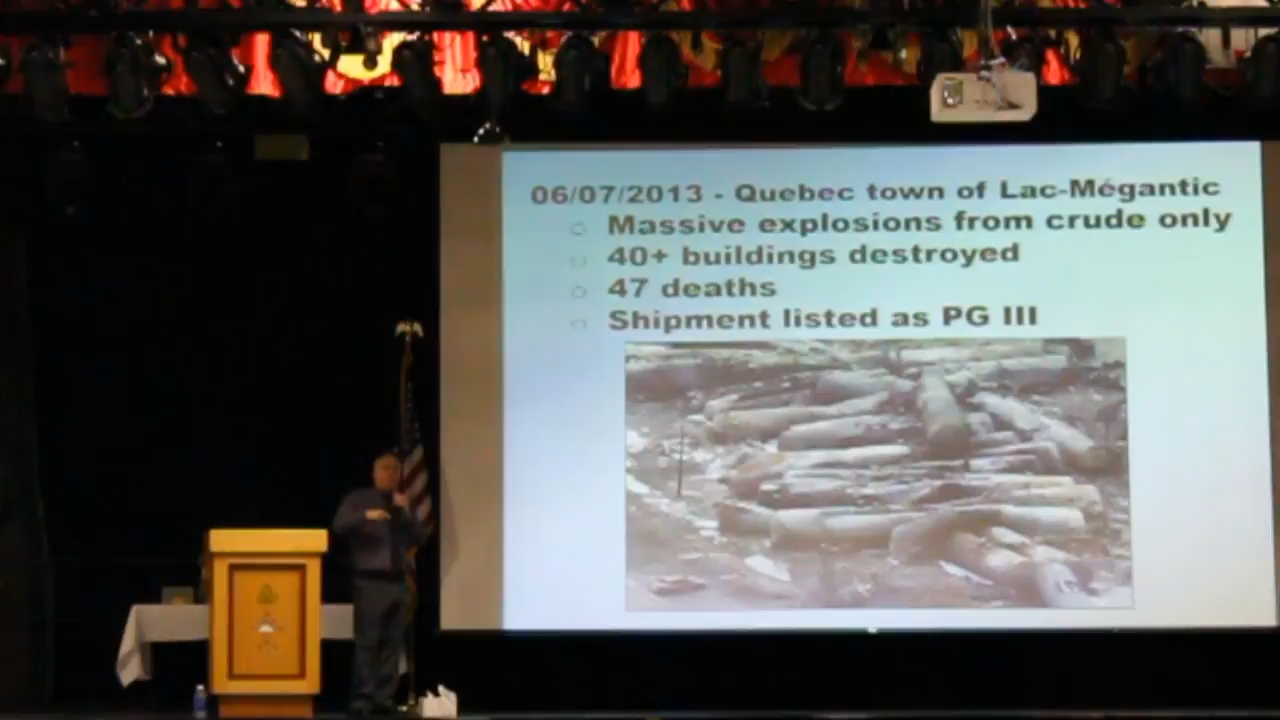 06/07/2013 - Quebec town of Lac-Mégantic
Massive explosions from crude only
40+ buildings destroyed
47 deaths
Shipment listed as PG III